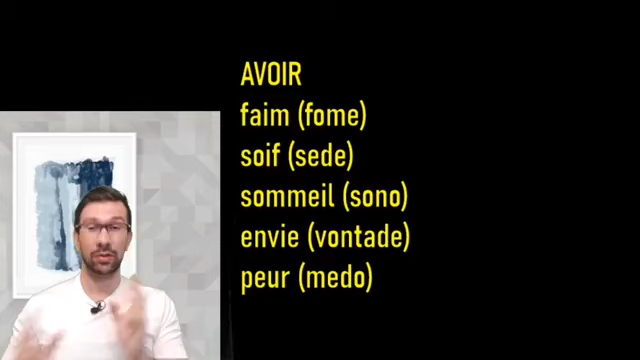 AVOIR
faim (fome)
soif (sede)
sommeil (sono)
envie (vontade)
peur (medo)